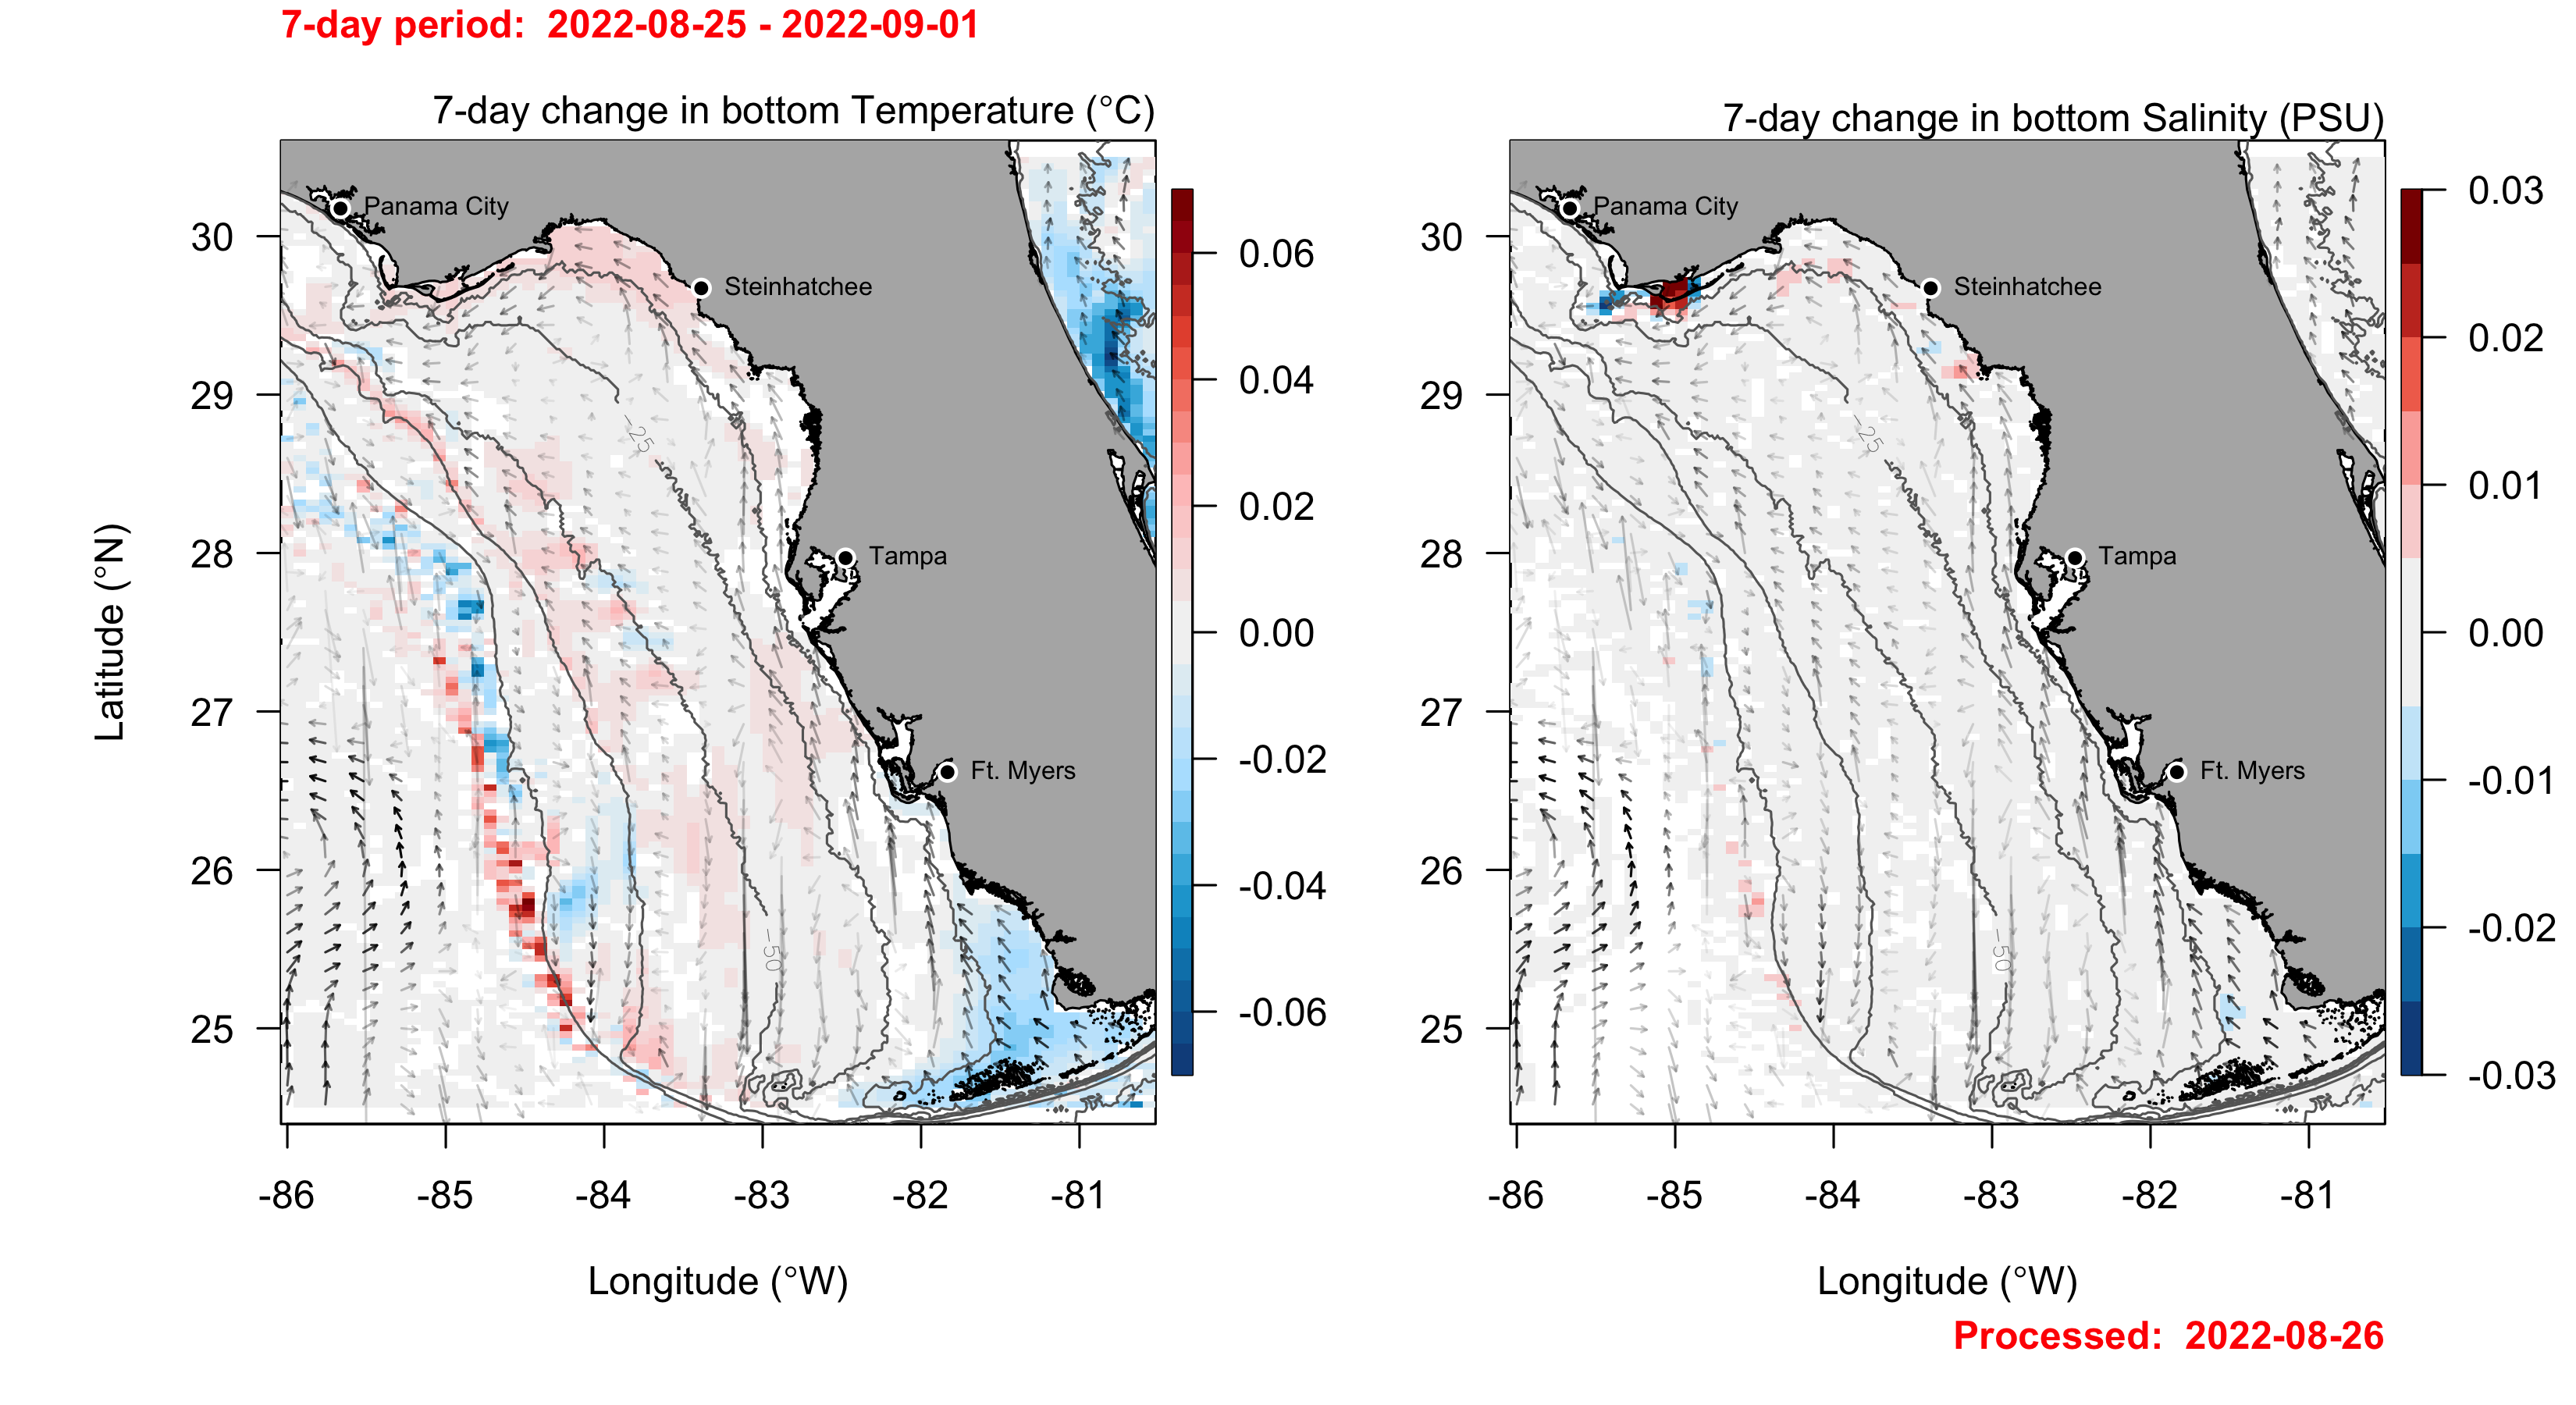 7-day period:  2022-08-25 - 2022-09-01
7-day change in bottom Temperature (°C)
Panama City
Steinhatchee
Tampa
Ft. Myers
-25
-50
30
29
28
27
26
25
Latitude (°N)
-86 -85 -84 -83 -82 -81
Longitude (°W)
0.06
0.04
0.02
0.00
-0.02
-0.04
-0.06
7-day change in bottom Salinity (PSU)
Panama City
Steinhatchee
Tampa
Ft. Myers
-25
-50
30
29
28
27
26
25
-86 -85 -84 -83 -82 -81
Longitude (°W)
0.03
0.02
0.01
0.00
-0.01
-0.02
-0.03
Processed:  2022-08-26